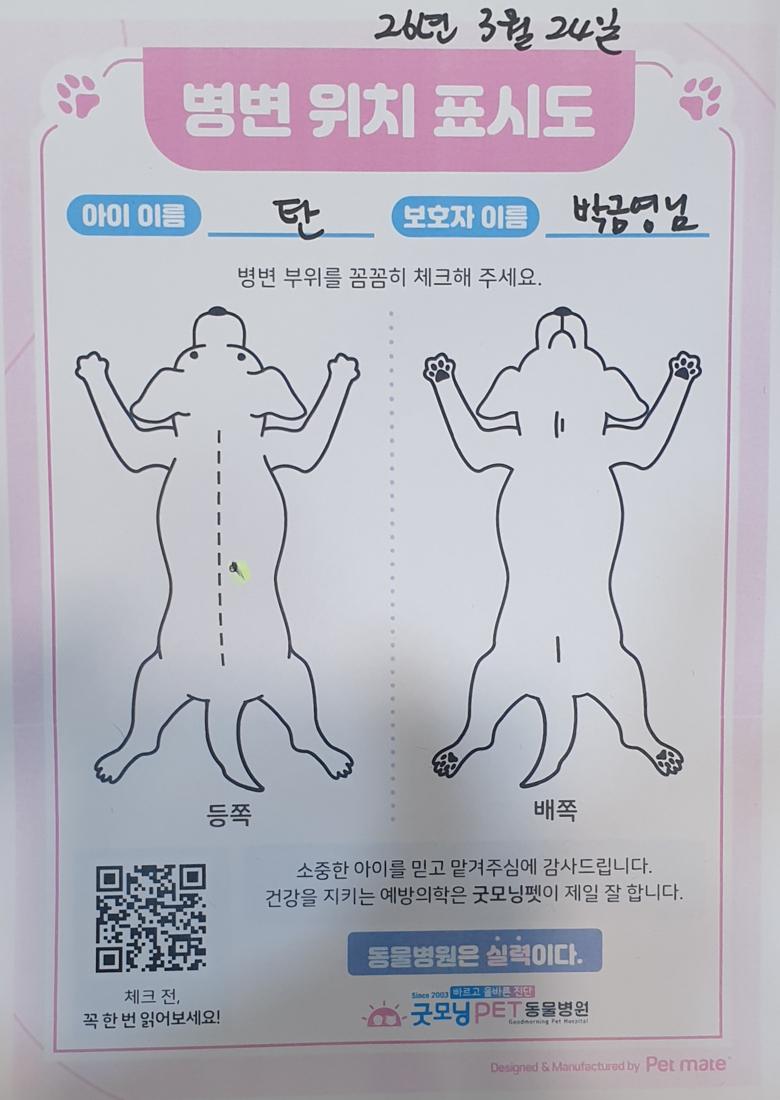 26년 3월 24일
병변 위치 표시도
아이 이름 탄 보호자 이름 박금영님
병변 부위를 꼼꼼히 체크해 주세요.
등쪽 배쪽
소중한 아이를 믿고 맡겨주심에 감사드립니다.
건강을 지키는 예방의학은 굿모닝펫이 제일 잘 합니다.
동물병원은 실력이다.
체크 전,
꼭 한 번 읽어보세요!
Since 2003 바르고 올바른 진단
굿모닝PET동물병원
Goodmorning Pet Hospital
Designed & Manufactured by Pet mate